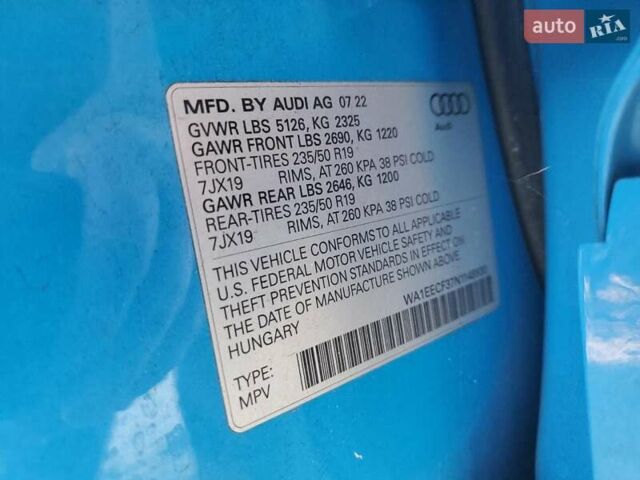 auto RIA .com
MFD. BY AUDI AG 07 22
GVWR LBS 5126, KG 2325
GAWR FRONT LBS 2690, KG 1220
FRONT-TIRES 235/50 R19
7JX19 RIMS, AT 260 KPA 38 PSI COLD
GAWR REAR LBS 2646, KG 1200
REAR-TIRES 235/50 R19
7JX19 RIMS, AT 260 KPA 38 PSI COLD
Audi
THIS VEHICLE CONFORMS TO ALL APPLICABLE
U.S. FEDERAL MOTOR VEHICLE SAFETY AND
THEFT PREVENTION STANDARDS IN EFFECT ON
THE DATE OF MANUFACTURE SHOWN ABOVE.
HUNGARY
TYPE:
MPV